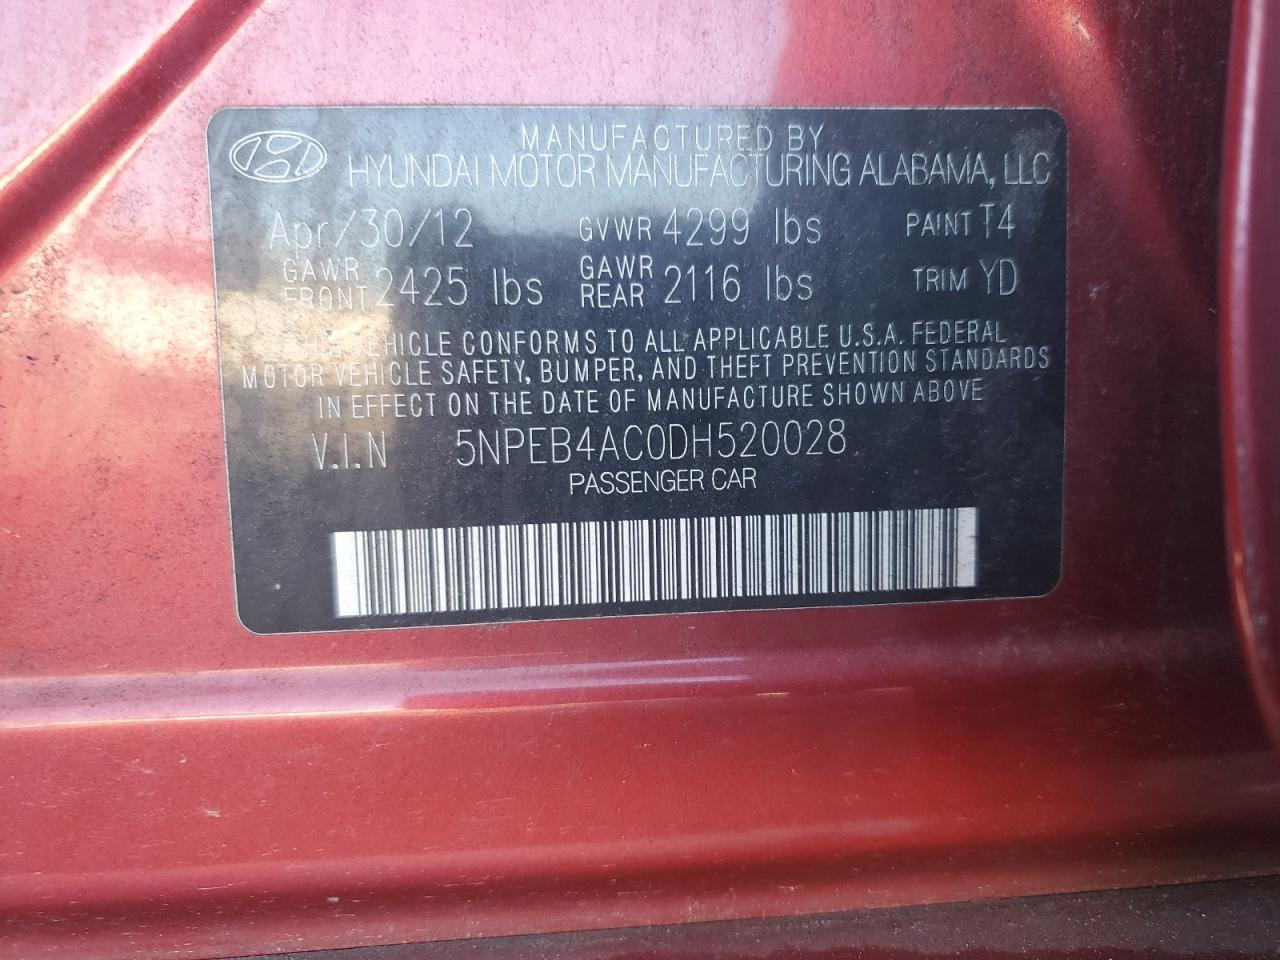 MANUFACTURED BY
HYUNDAI MOTOR MANUFACTURING ALABAMA, LLC
Apr/30/12 GVWR 4299 lbs PAINT T4
GAWR FRONT 2425 lbs GAWR REAR 2116 lbs TRIM YD
THIS VEHICLE CONFORMS TO ALL APPLICABLE U.S.A. FEDERAL
MOTOR VEHICLE SAFETY, BUMPER, AND THEFT PREVENTION STANDARDS
IN EFFECT ON THE DATE OF MANUFACTURE SHOWN ABOVE
V.I.N 5NPEB4AC0DH520028
PASSENGER CAR